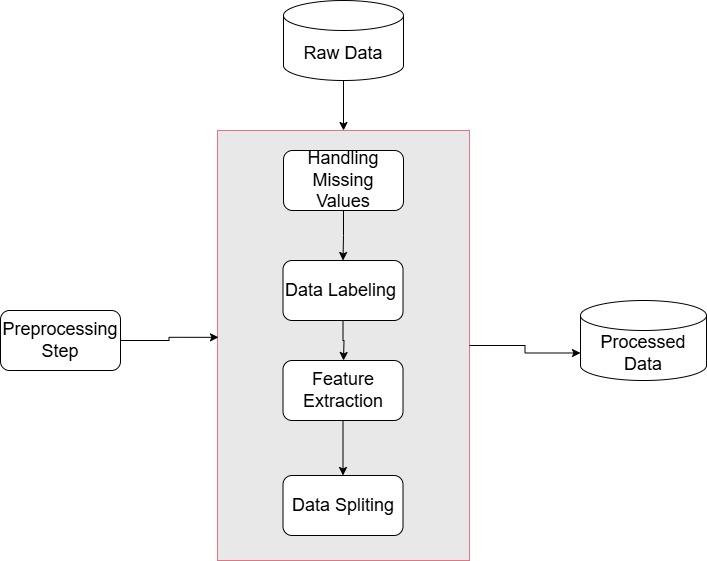 Raw Data
Handling
Missing
Values
Data Labeling
Preprocessing
Step
Processed
Data
Feature
Extraction
Data Spliting